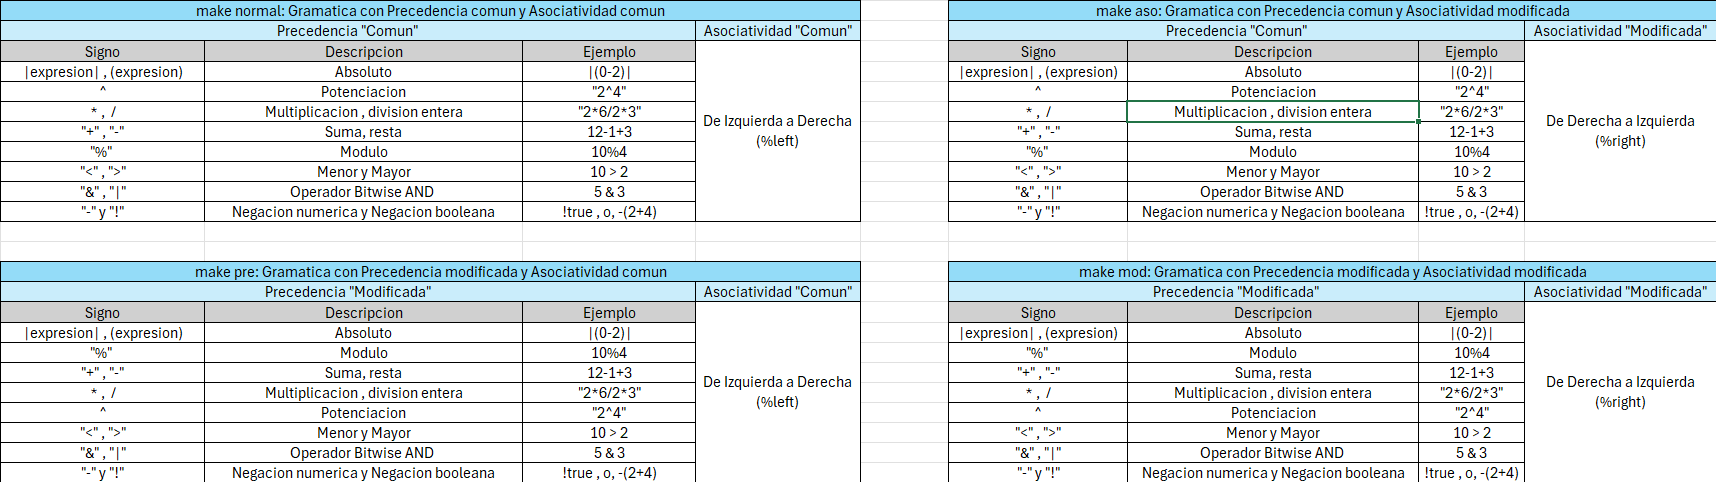 make normal: Gramatica con Precedencia comun y Asociatividad comun
Precedencia "Comun" Asociatividad "Comun"
Signo Descripcion Ejemplo
|expresion| , (expresion) Absoluto |(0-2)|
^ Potenciacion "2^4"
* , / Multiplicacion , division entera "2*6/2*3"
"+" , "-" Suma, resta 12-1+3
"%" Modulo 10%4
"<" , ">" Menor y Mayor 10 > 2
"&" , "|" Operador Bitwise AND 5 & 3
"-" y "!" Negacion numerica y Negacion booleana !true , o, -(2+4)
De Izquierda a Derecha
(%left)
make aso: Gramatica con Precedencia comun y Asociatividad modificada
Precedencia "Comun" Asociatividad "Modificada"
Signo Descripcion Ejemplo
|expresion| , (expresion) Absoluto |(0-2)|
^ Potenciacion "2^4"
* , / Multiplicacion , division entera "2*6/2*3"
"+" , "-" Suma, resta 12-1+3
"%" Modulo 10%4
"<" , ">" Menor y Mayor 10 > 2
"&" , "|" Operador Bitwise AND 5 & 3
"-" y "!" Negacion numerica y Negacion booleana !true , o, -(2+4)
De Derecha a Izquierda
(%right)
make pre: Gramatica con Precedencia modificada y Asociatividad comun
Precedencia "Modificada" Asociatividad "Comun"
Signo Descripcion Ejemplo
|expresion| , (expresion) Absoluto |(0-2)|
"%" Modulo 10%4
"+" , "-" Suma, resta 12-1+3
* , / Multiplicacion , division entera "2*6/2*3"
^ Potenciacion "2^4"
"<" , ">" Menor y Mayor 10 > 2
"&" , "|" Operador Bitwise AND 5 & 3
"-" y "!" Negacion numerica y Negacion booleana !true , o, -(2+4)
De Izquierda a Derecha
(%left)
make mod: Gramatica con Precedencia modificada y Asociatividad modificada
Precedencia "Modificada" Asociatividad "Modificada"
Signo Descripcion Ejemplo
|expresion| , (expresion) Absoluto |(0-2)|
"%" Modulo 10%4
"+" , "-" Suma, resta 12-1+3
* , / Multiplicacion , division entera "2*6/2*3"
^ Potenciacion "2^4"
"<" , ">" Menor y Mayor 10 > 2
"&" , "|" Operador Bitwise AND 5 & 3
"-" y "!" Negacion numerica y Negacion booleana !true , o, -(2+4)
De Derecha a Izquierda
(%right)